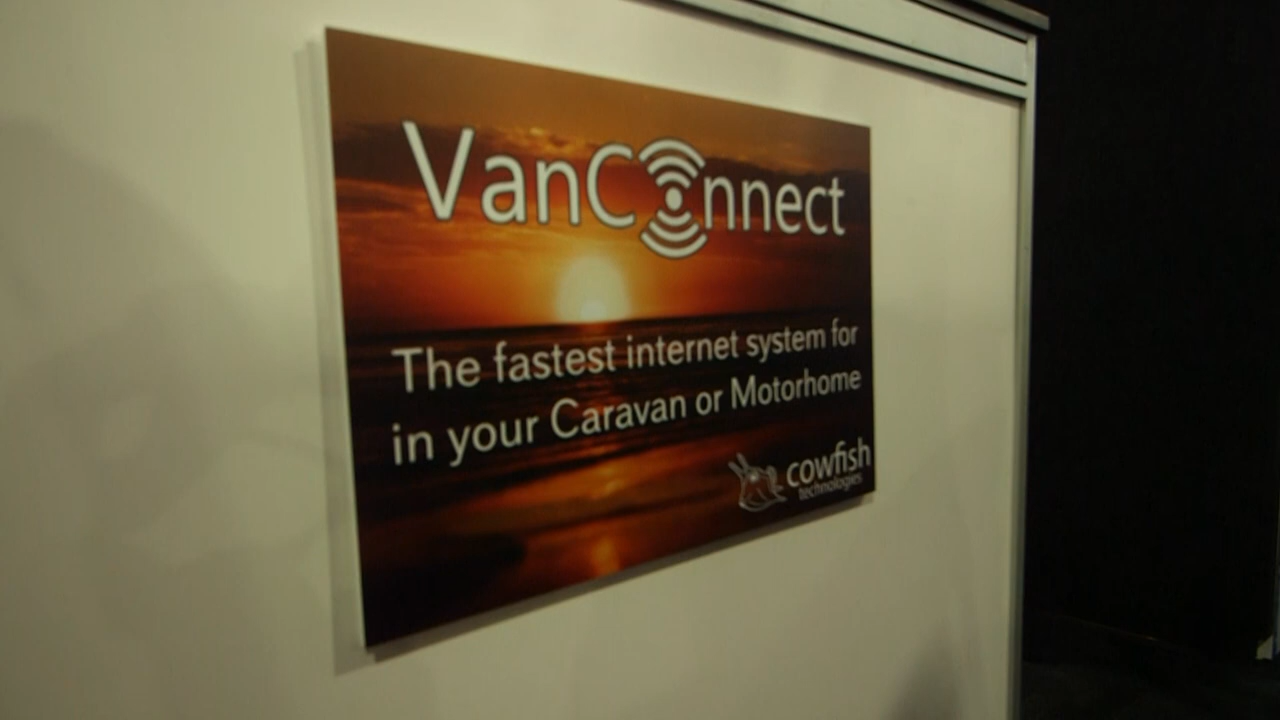 VanConnect
The fastest internet system for
in your Caravan or Motorhome
cowfish
technologies